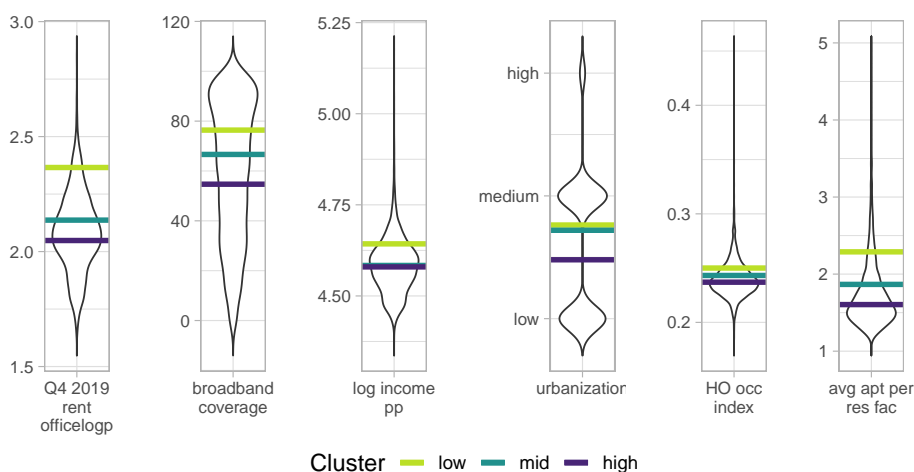 3.0
2.5
2.0
1.5
Q4 2019
rent
officelogp
120
80
40
0
broadband
coverage
5.25
5.00
4.75
4.50
log income
pp
high
medium
low
urbanization
0.4
0.3
0.2
HO occ
index
5
4
3
2
1
avg apt per
res fac
Cluster low mid high